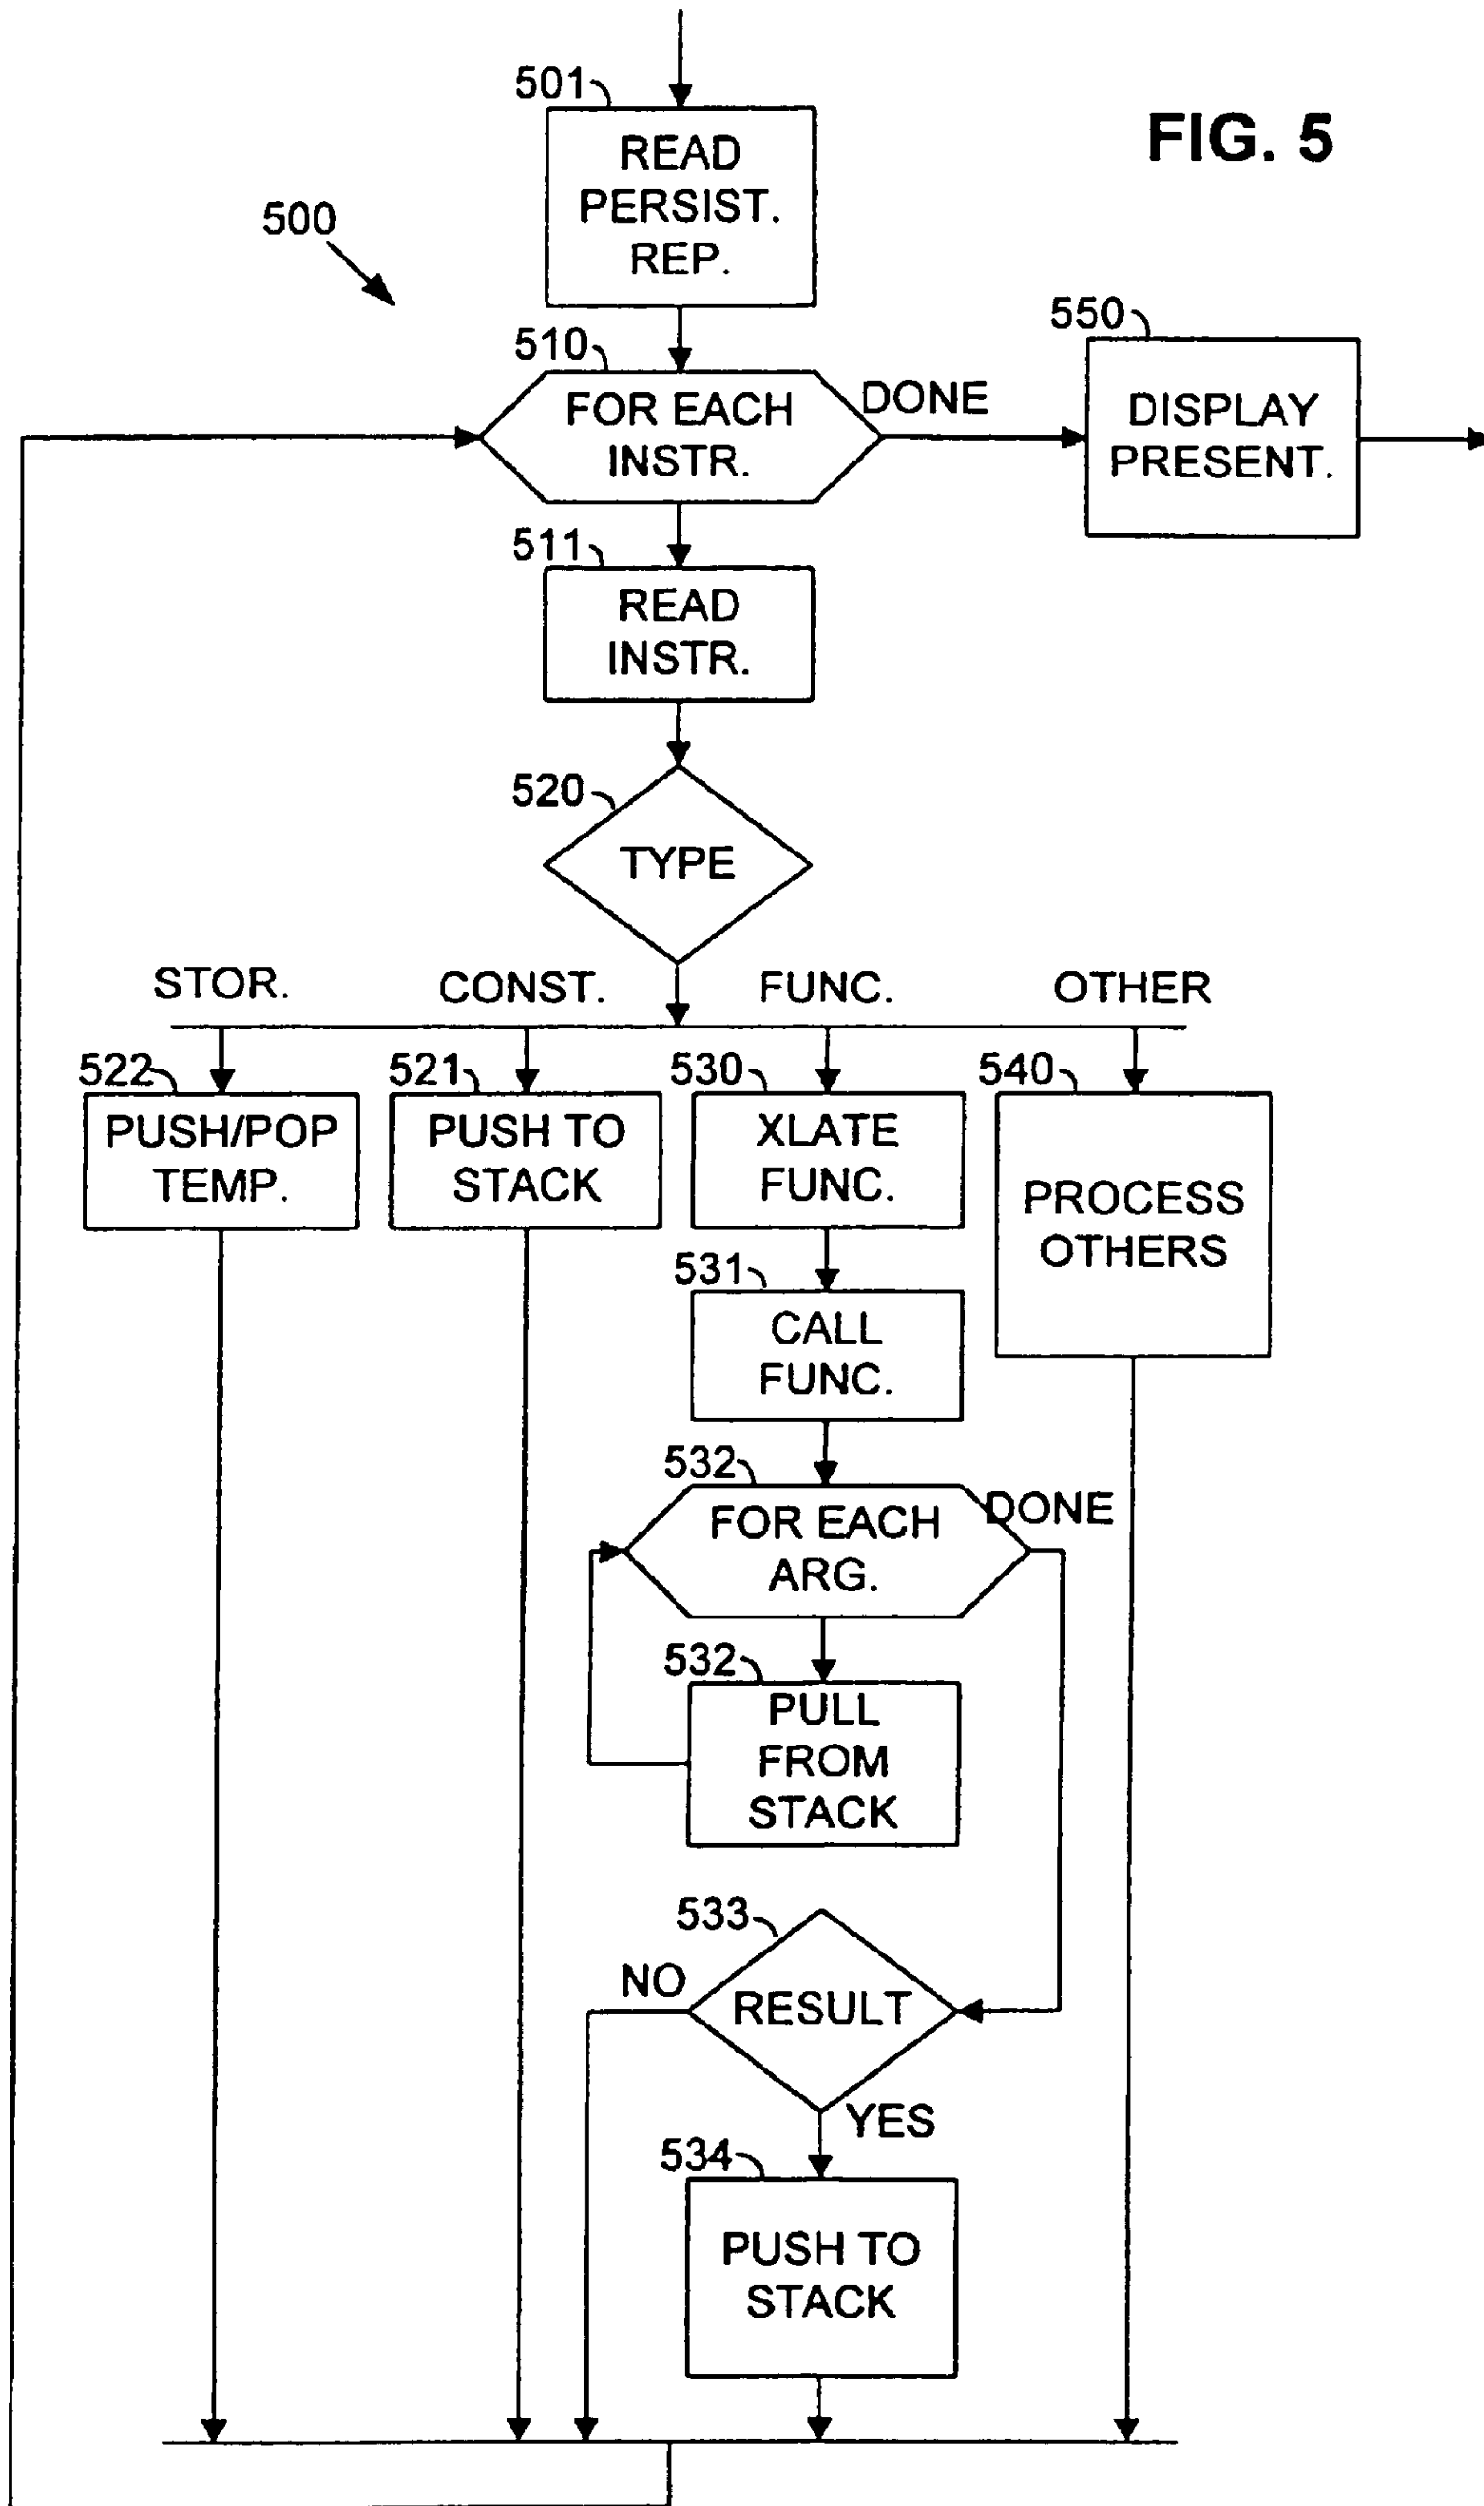 FIG. 5
500
501
READ
PERSIST.
REP.
510
FOR EACH
INSTR.
DONE
550
DISPLAY
PRESENT.
511
READ
INSTR.
520
TYPE
STOR.
CONST.
FUNC.
OTHER
522
PUSH/POP
TEMP.
521
PUSH TO
STACK
530
XLATE
FUNC.
540
PROCESS
OTHERS
531
CALL
FUNC.
532
FOR EACH
ARG.
DONE
532
PULL
FROM
STACK
533
RESULT
NO
YES
534
PUSH TO
STACK